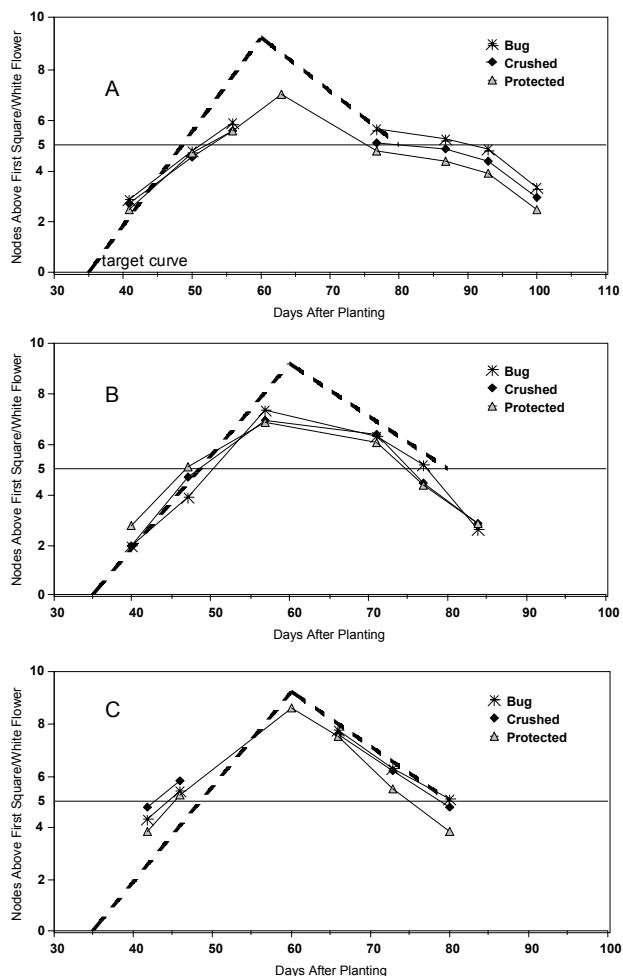 Nodes Above First Square/White Flower
10
8
6
5
4
2
0
A
Bug
Crushed
Protected
target curve
30 40 50 60 70 80 90 100 110
Days After Planting
Nodes Above First Square/White Flower
10
8
6
5
4
2
0
B
Bug
Crushed
Protected
30 40 50 60 70 80 90 100
Days After Planting
Nodes Above First Square/White Flower
10
8
6
5
4
2
0
C
Bug
Crushed
Protected
30 40 50 60 70 80 90 100
Days After Planting